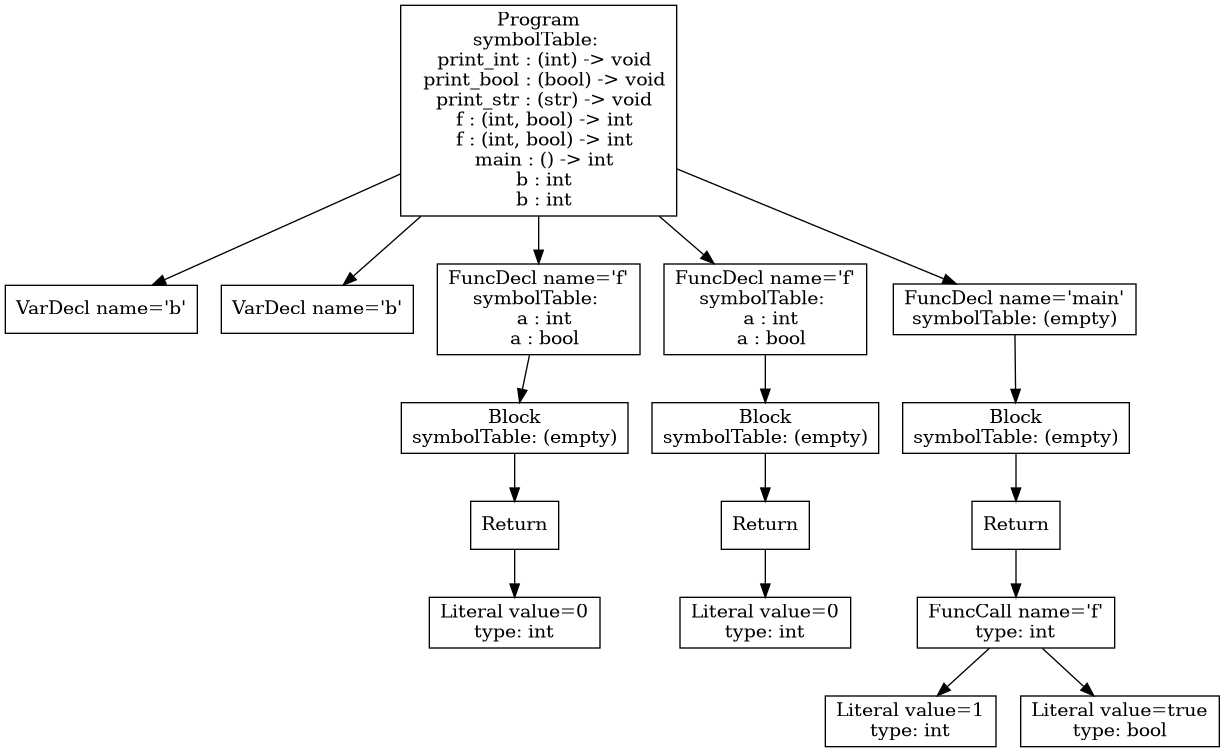 Program
symbolTable:
print_int : (int) -> void
print_bool : (bool) -> void
print_str : (str) -> void
f : (int, bool) -> int
f : (int, bool) -> int
main : () -> int
b : int
b : int
VarDecl name='b'
VarDecl name='b'
FuncDecl name='f'
symbolTable:
a : int
a : bool
FuncDecl name='f'
symbolTable:
a : int
a : bool
FuncDecl name='main'
symbolTable: (empty)
Block
symbolTable: (empty)
Block
symbolTable: (empty)
Block
symbolTable: (empty)
Return
Return
Return
Literal value=0
type: int
Literal value=0
type: int
FuncCall name='f'
type: int
Literal value=1
type: int
Literal value=true
type: bool